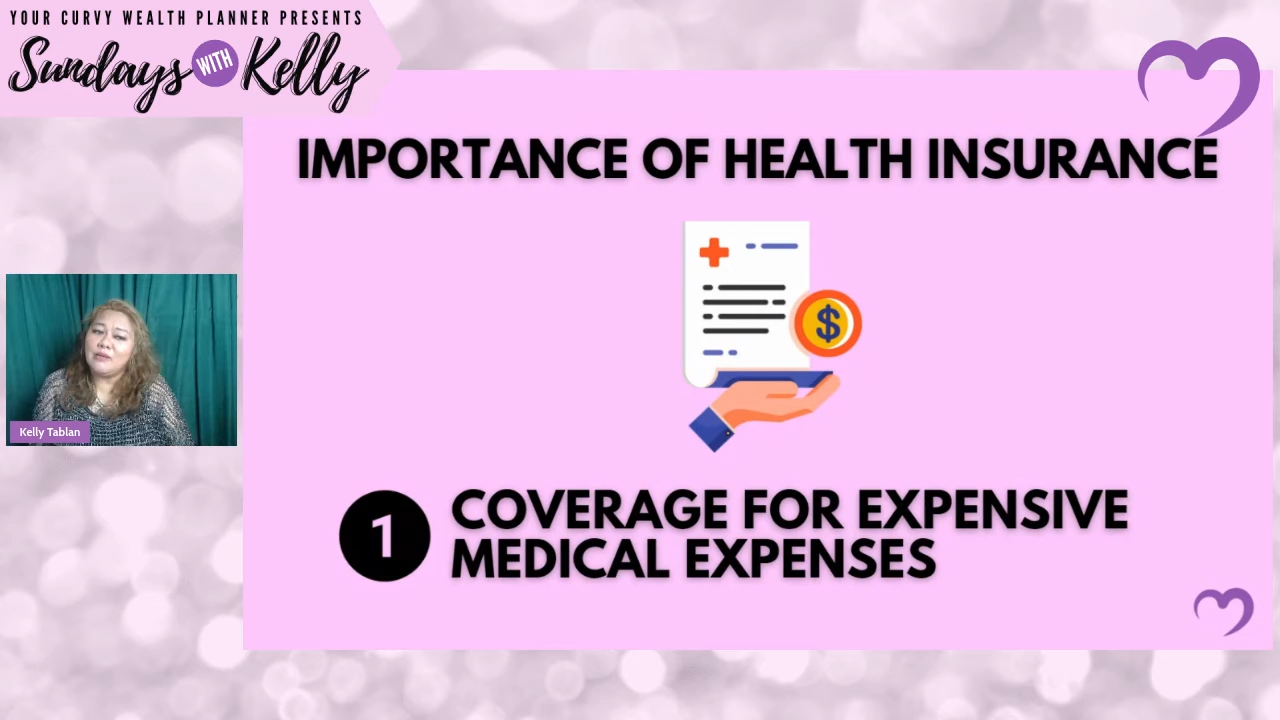 YOUR CURVY WEALTH PLANNER PRESENTS
Sundays WITH Kelly
IMPORTANCE OF HEALTH INSURANCE
$
1 COVERAGE FOR EXPENSIVE
MEDICAL EXPENSES
Kelly Tablan